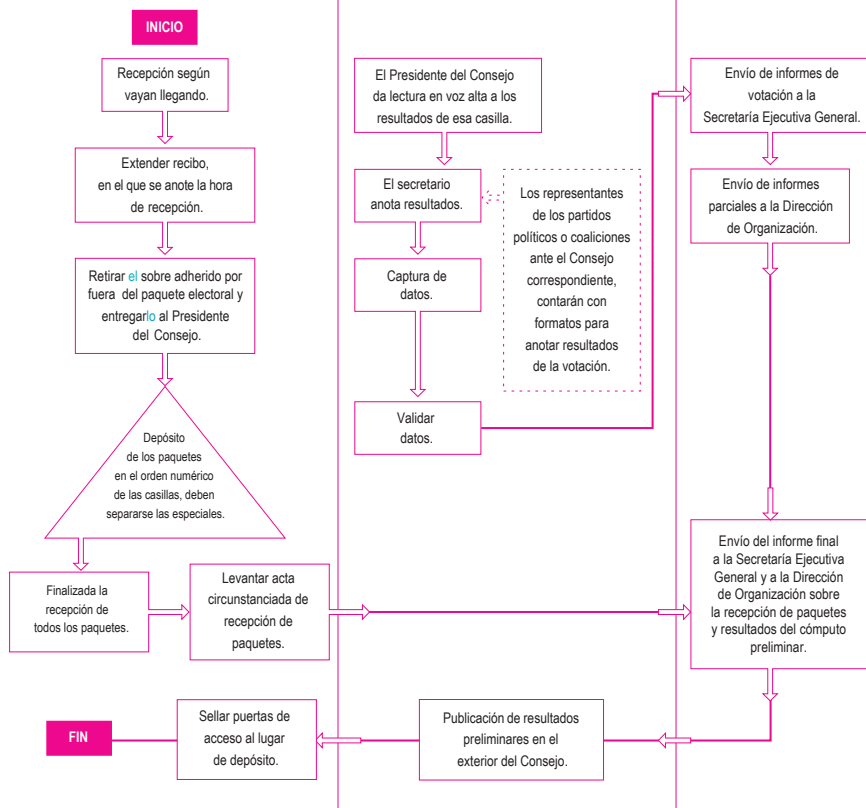 INICIO
Recepción según
vayan llegando.
Extender recibo,
en el que se anote la hora
de recepción.
Retirar el sobre adherido por
fuera del paquete electoral y
entregarlo al Presidente
del Consejo.
Depósito
de los paquetes
en el orden numérico
de las casillas, deben
separarse las especiales.
Finalizada la
recepción de
todos los paquetes.
Levantar acta
circunstanciada de
recepción de
paquetes.
El Presidente del Consejo
da lectura en voz alta a los
resultados de esa casilla.
El secretario
anota resultados.
Los representantes
de los partidos
políticos o coaliciones
ante el Consejo
correspondiente,
contarán con
formatos para
anotar resultados
de la votación.
Captura de
datos.
Validar
datos.
Envío de informes de
votación a la
Secretaría Ejecutiva General.
Envío de informes
parciales a la Dirección
de Organización.
Envío del informe final
a la Secretaría Ejecutiva
General y a la Dirección
de Organización sobre
la recepción de paquetes
y resultados del cómputo
preliminar.
Publicación de resultados
preliminares en el
exterior del Consejo.
Sellar puertas de
acceso al lugar
de depósito.
FIN